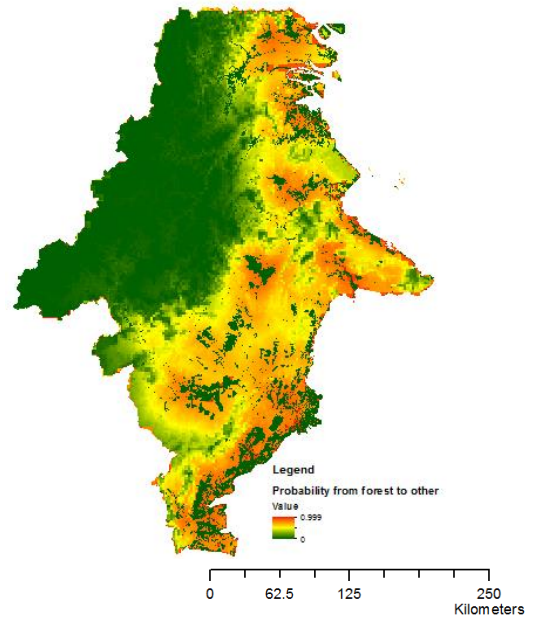 Legend
Probability from forest to other
Value
0.999
0
0 62.5 125 250
Kilometers